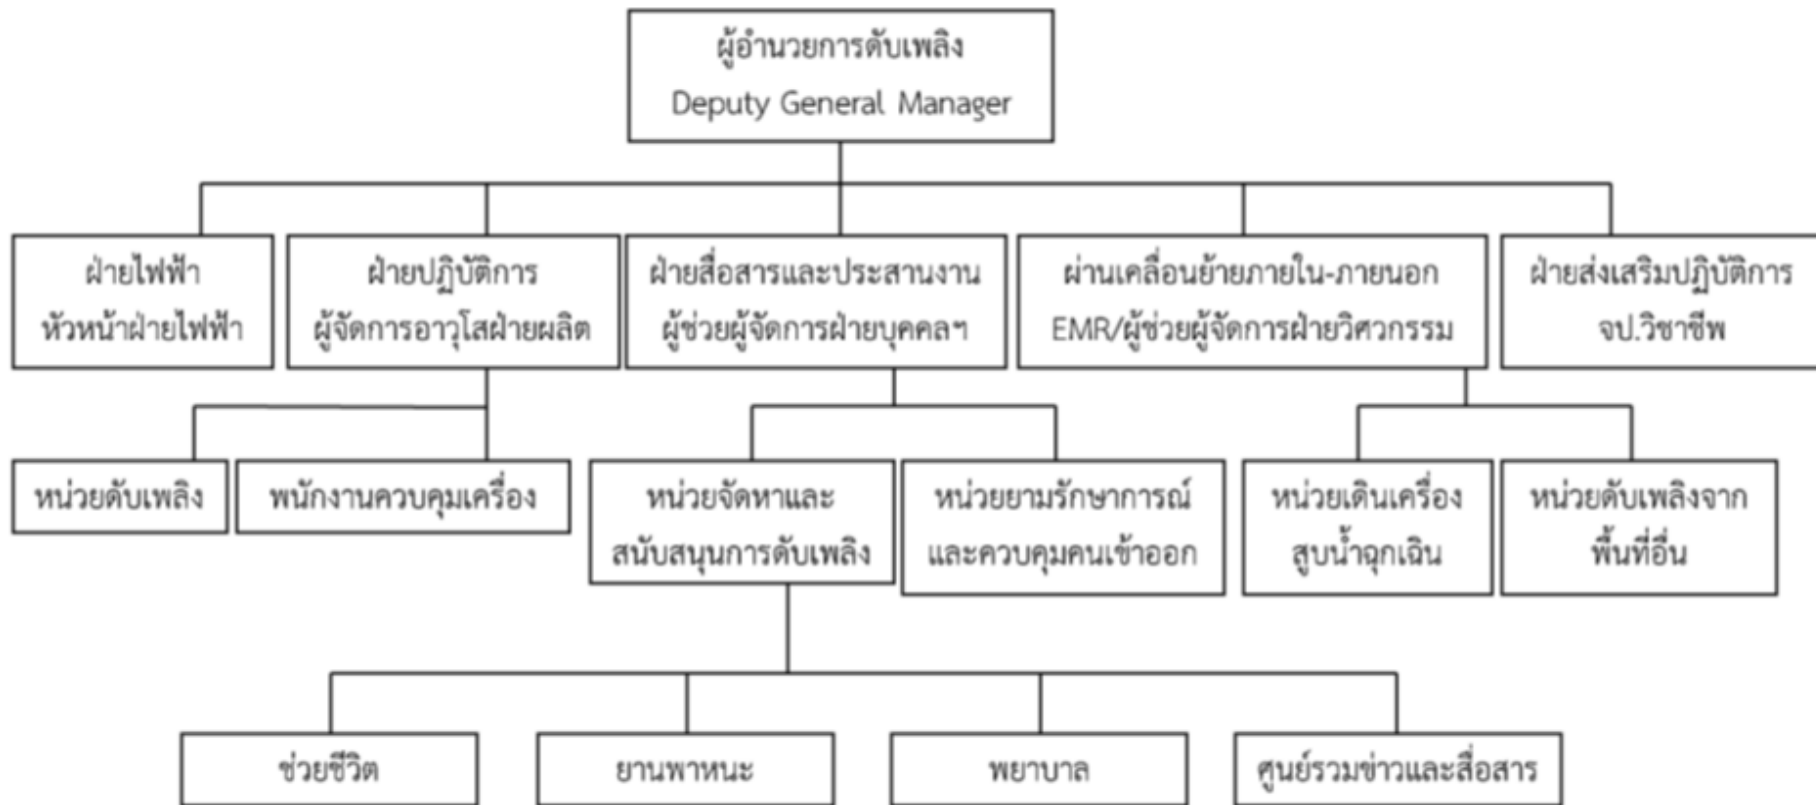 ผู้อำนวยการดับเพลิง
Deputy General Manager
ฝ่ายไฟฟ้า
หัวหน้าฝ่ายไฟฟ้า
ฝ่ายปฏิบัติการ
ผู้จัดการอาวุโสฝ่ายผลิต
ฝ่ายสื่อสารและประสานงาน
ผู้ช่วยผู้จัดการฝ่ายบุคคลฯ
ผ่านเคลื่อนย้ายภายใน-ภายนอก
EMR/ผู้ช่วยผู้จัดการฝ่ายวิศวกรรม
ฝ่ายส่งเสริมปฏิบัติการ
จป.วิชาชีพ
หน่วยดับเพลิง
พนักงานควบคุมเครื่อง
หน่วยจัดหาและ
สนับสนุนการดับเพลิง
หน่วยยามรักษาการณ์
และควบคุมคนเข้าออก
หน่วยเดินเครื่อง
สูบน้ำฉุกเฉิน
หน่วยดับเพลิงจาก
พื้นที่อื่น
ช่วยชีวิต
ยานพาหนะ
พยาบาล
ศูนย์รวมข่าวและสื่อสาร